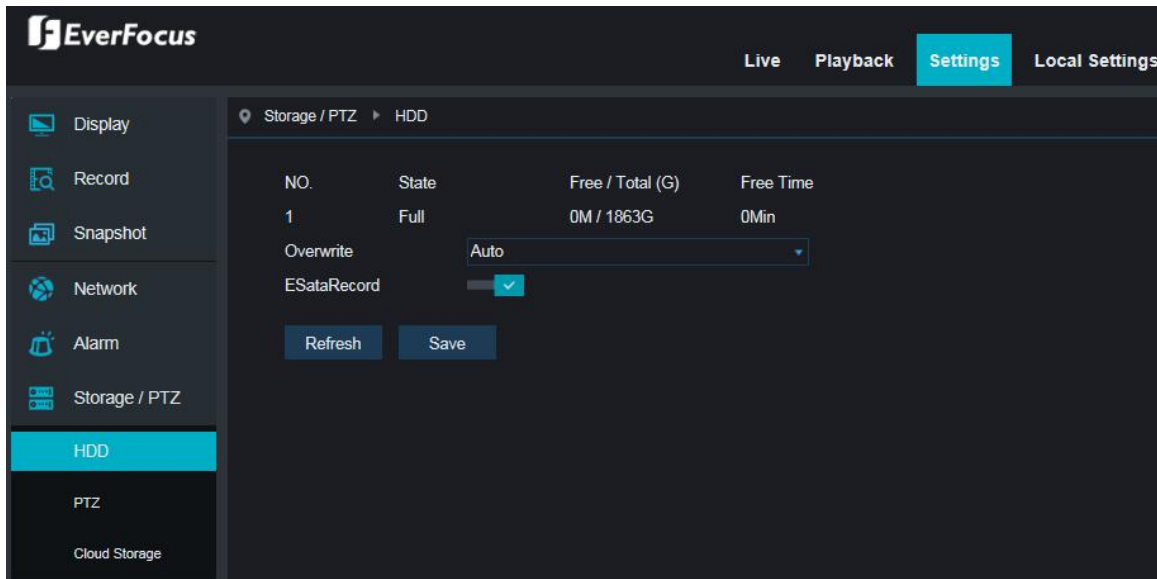 EverFocus
Live Playback Settings Local Settings
Display
Record
Snapshot
Network
Alarm
Storage / PTZ
HDD
PTZ
Cloud Storage
Storage / PTZ HDD
NO. State Free / Total (G) Free Time
1 Full 0M / 1863G 0Min
Overwrite Auto
ESataRecord
Refresh Save